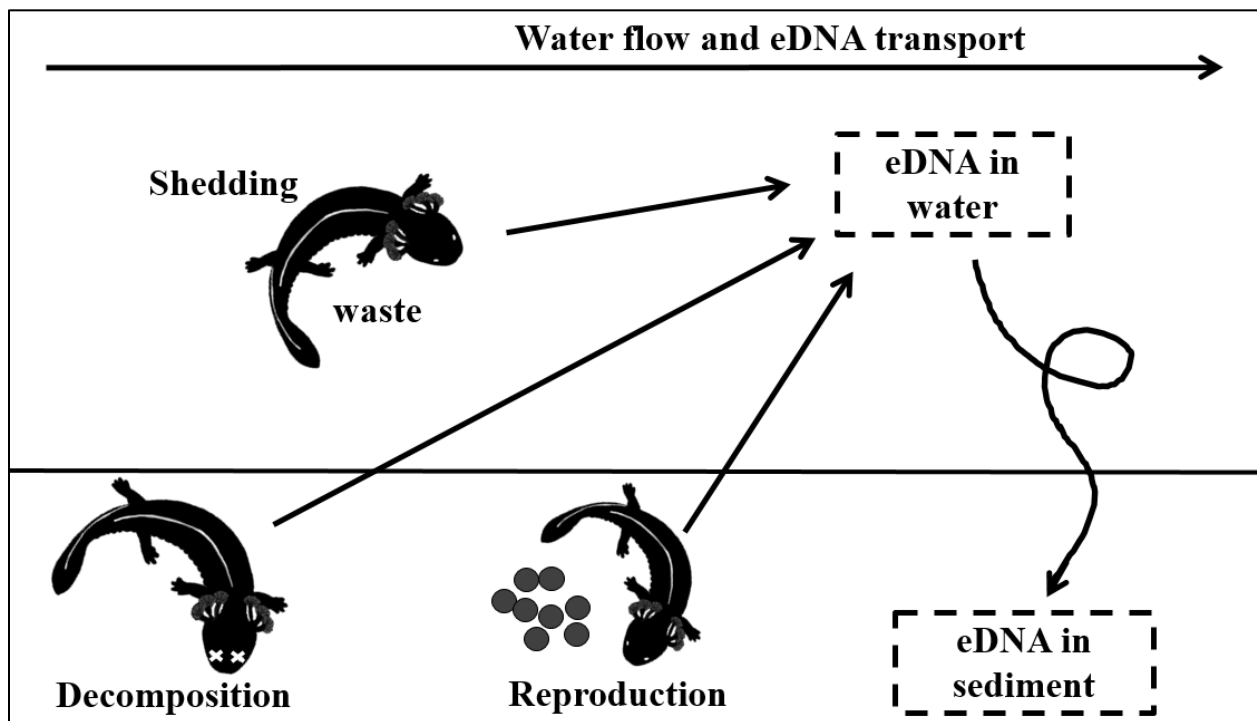 Water flow and eDNA transport
Shedding
waste
eDNA in
water
Decomposition
Reproduction
eDNA in
sediment